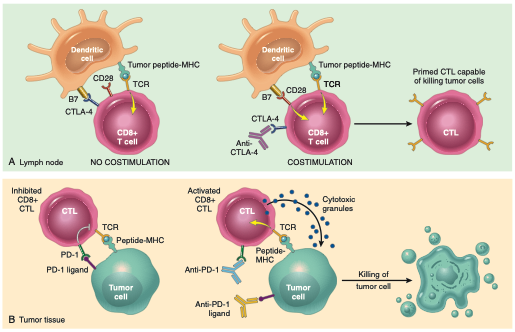 Dendritic
cell
Tumor peptide-MHC
CD28
TCR
B7
CTLA-4
CD8+
T cell
A Lymph node
NO COSTIMULATION
Dendritic
cell
Tumor peptide-MHC
TCR
B7
CD28
CTLA-4
Anti-
CTLA-4
CD8+
T cell
COSTIMULATION
Primed CTL capable
of killing tumor cells
CTL
Inhibited
CD8+
CTL
CTL
TCR
Peptide-MHC
PD-1
PD-1 ligand
Tumor
cell
B Tumor tissue
Activated
CD8+
CTL
CTL
Cytotoxic
granules
TCR
Peptide-
MHC
PD-1
Anti-PD-1
Anti-PD-1
ligand
Tumor
cell
Killing of
tumor cell